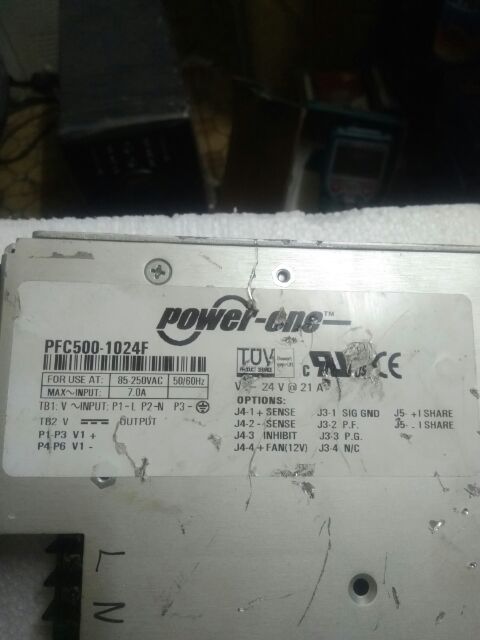 power-one™
PFC500-1024F
FOR USE AT: 85-250VAC 50/60Hz
MAX~INPUT: 7.0A
TÜV
C UL US CE
24 V @ 21 A
TB1: V ~INPUT: P1-L P2-N P3-
TB2 V OUTPUT
P1-P3 V1 +
P4-P6 V1 -
OPTIONS:
J4-1 + SENSE J3-1 SIG GND J5- +I SHARE
J4-2 - SENSE J3-2 P.F. J5- - I SHARE
J4-3 INHIBIT J3-3 P.G.
J4-4 +FAN(12V) J3-4 N/C
L
N